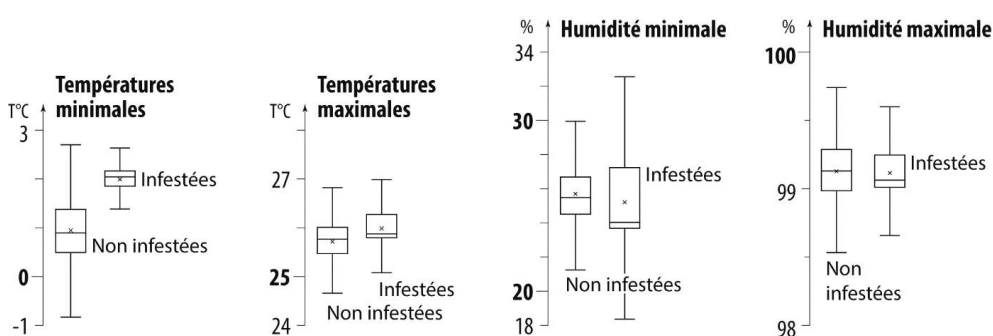 Températures
minimales
T°C
3
0
-1
Infestées
Non infestées
Températures
maximales
T°C
27
25
24
Infestées
Non infestées
% Humidité minimale
34
30
20
18
Infestées
Non infestées
% Humidité maximale
100
99
98
Infestées
Non
infestées